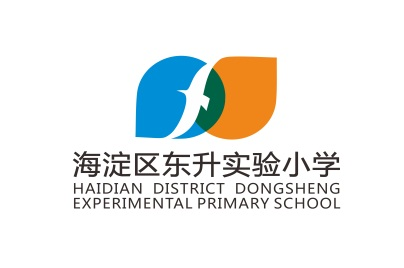 海淀区东升实验小学
HAIDIAN DISTRICT DONGSHENG
EXPERIMENTAL PRIMARY SCHOOL